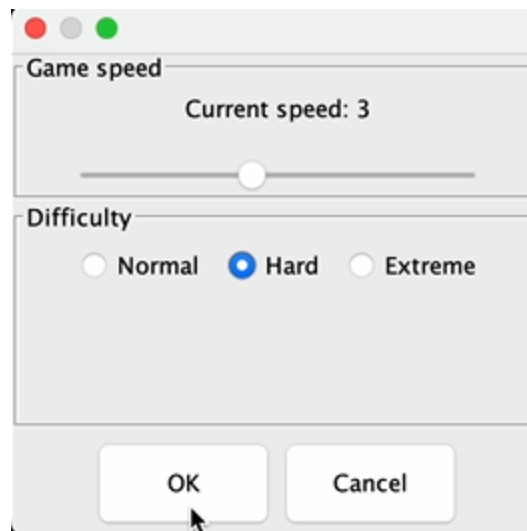 Game speed
Current speed: 3
Difficulty
Normal Hard Extreme
OK Cancel